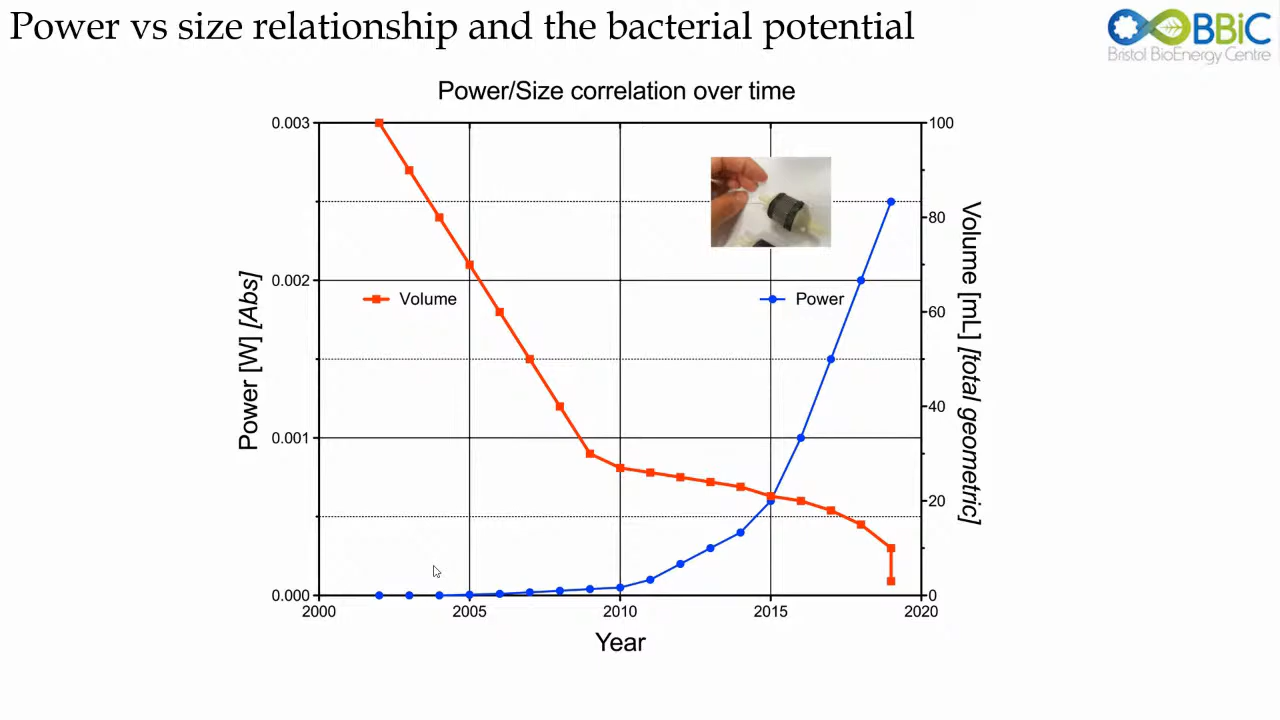 Power vs size relationship and the bacterial potential
BBiC
Bristol BioEnergy Centre
Power/Size correlation over time
0.003
0.002
0.001
0.000
Power [W] [Abs]
100
80
60
40
20
0
Volume [mL] [total geometric]
Volume
Power
2000
2005
2010
2015
2020
Year